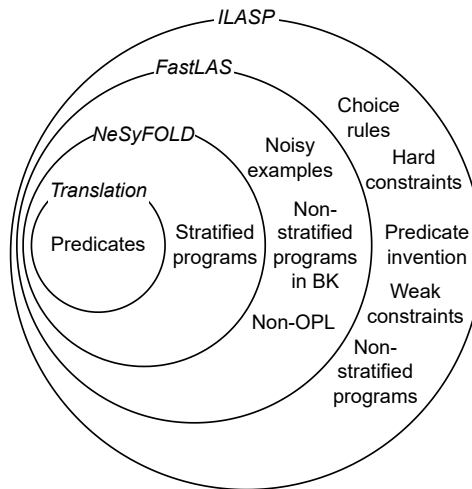 ILASP
FastLAS
NeSyFOLD
Translation
Predicates
Stratified
programs
Noisy
examples
Non-
stratified
programs
in BK
Non-OPL
Choice
rules
Hard
constraints
Predicate
invention
Weak
constraints
Non-
stratified
programs